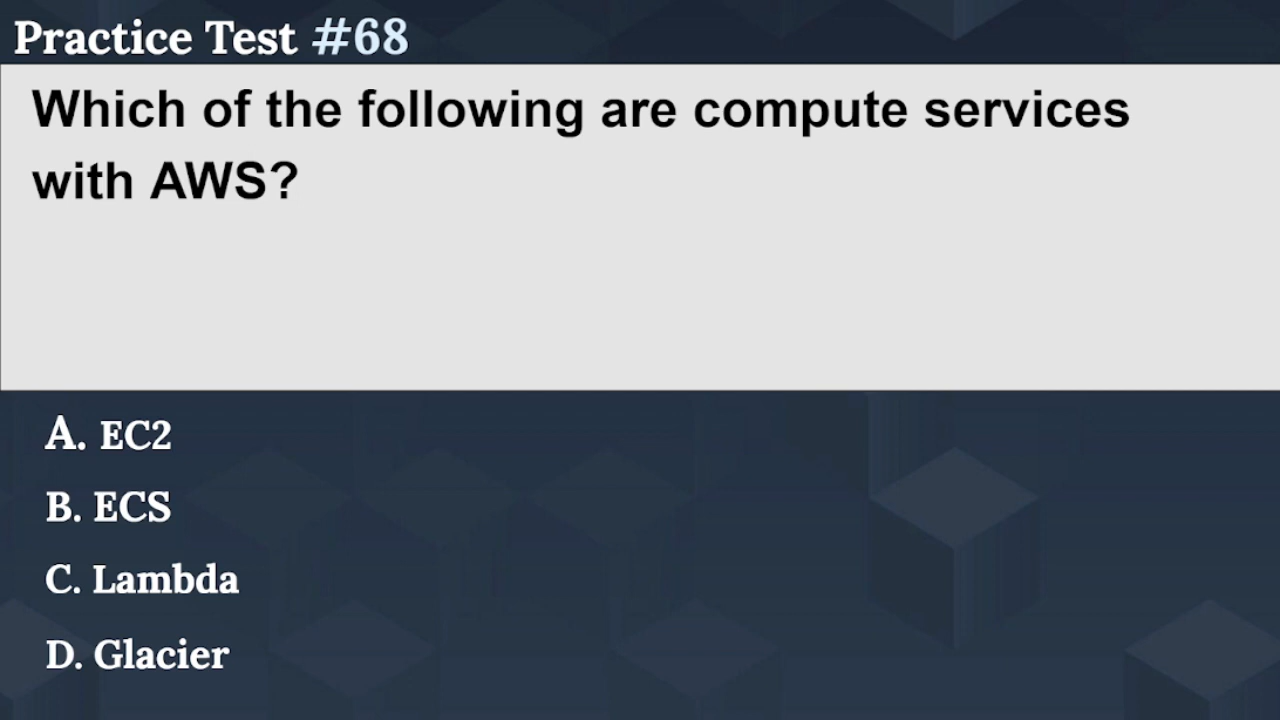 Practice Test #68
Which of the following are compute services
with AWS?
A. EC2
B. ECS
C. Lambda
D. Glacier